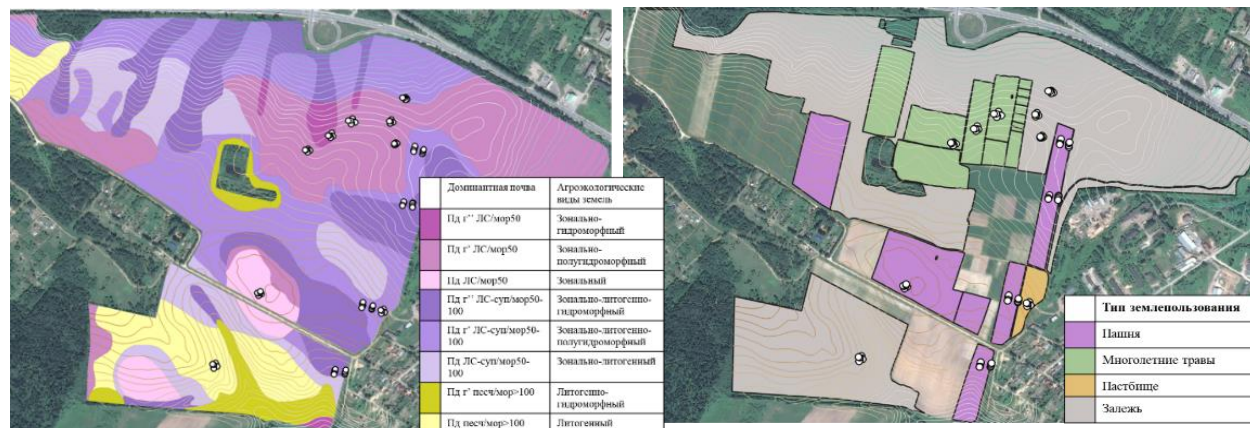 Доминантная почва Агроэкологические
виды земель
Пд г'' ЛС/мор50 Зонально-
гидроморфный
Пд г' ЛС/мор50 Зонально-
полугидроморфный
Пд ЛС/мор50 Зональный
Пд г'' ЛС-суп/мор50-
100 Зонально-литогенно-
гидроморфный
Пд г' ЛС-суп/мор50-
100 Зонально-литогенно-
полугидроморфный
Пд ЛС-суп/мор50-
100 Зонально-литогенный
Пд г' песч/мор>100 Литогенно-
гидроморфный
Пд песч/мор>100 Литогенный
Тип землепользования
Пашня
Многолетние травы
Пастбище
Залежь